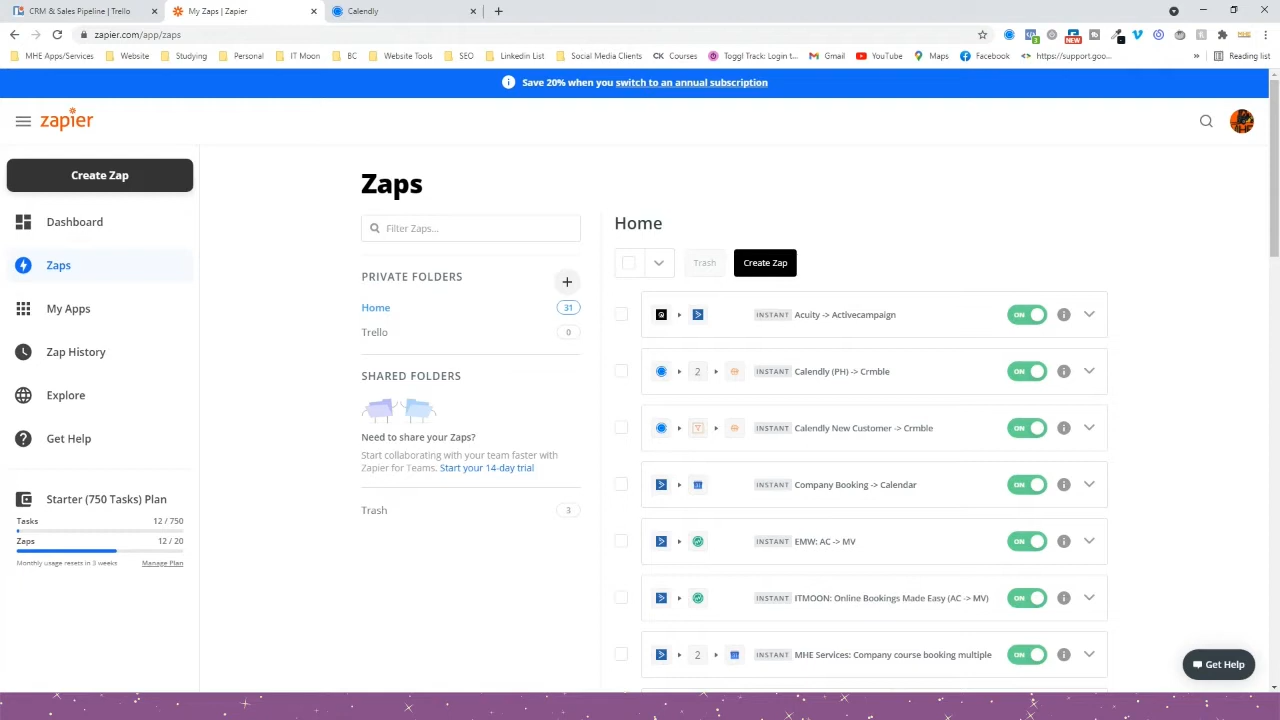 CRM & Sales Pipeline | Trello
My Zaps | Zapier
Calendly
zapier.com/app/zaps
MHE Apps/Services
Website
Studying
Personal
IT Moon
BC
Website Tools
SEO
Linkedin List
Social Media Clients
CK Courses
Toggl Track: Login t...
Gmail
YouTube
Maps
Facebook
https://support.goo...
Reading list
NEW
Save 20% when you switch to an annual subscription
zapier
Create Zap
Dashboard
Zaps
My Apps
Zap History
Explore
Get Help
Starter (750 Tasks) Plan
Tasks 12 / 750
Zaps 12 / 20
Monthly usage resets in 3 weeks Manage Plan
Zaps
Filter Zaps...
PRIVATE FOLDERS
Home 31
Trello 0
SHARED FOLDERS
Need to share your Zaps?
Start collaborating with your team faster with
Zapier for Teams. Start your 14-day trial
Trash 3
Home
Trash
Create Zap
INSTANT Acuity -> Activecampaign ON
2 INSTANT Calendly (PH) -> Crmble ON
INSTANT Calendly New Customer -> Crmble ON
INSTANT Company Booking -> Calendar ON
INSTANT EMW: AC -> MV ON
INSTANT ITMOON: Online Bookings Made Easy (AC -> MV) ON
2 INSTANT MHE Services: Company course booking multiple ON
Get Help